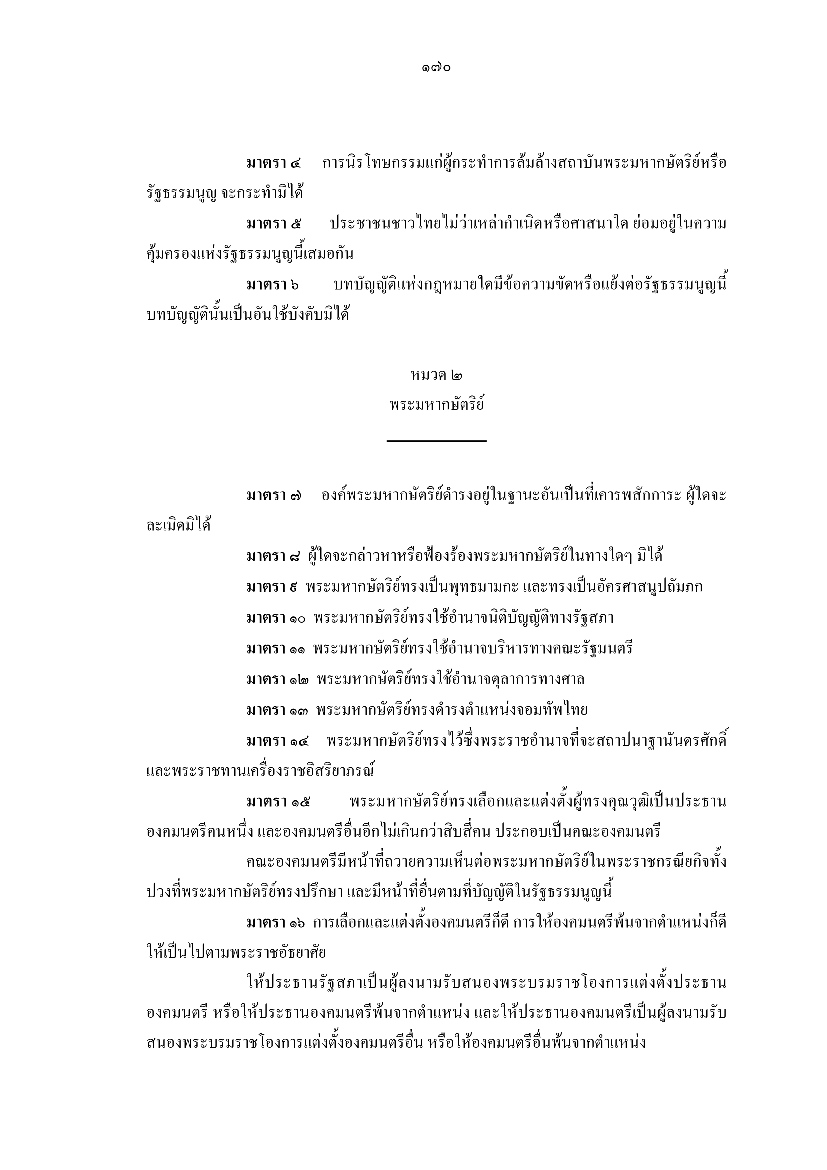 ๑๗๐
มาตรา ๔ การนิรโทษกรรมแก่ผู้กระทำการล้มล้างสถาบันพระมหากษัตริย์หรือ
รัฐธรรมนูญ จะกระทำมิได้
มาตรา ๕ ประชาชนชาวไทยไม่ว่าเหล่ากำเนิดหรือศาสนาใด ย่อมอยู่ในความ
คุ้มครองแห่งรัฐธรรมนูญนี้เสมอกัน
มาตรา ๖ บทบัญญัติแห่งกฎหมายใดมีข้อความขัดหรือแย้งต่อรัฐธรรมนูญนี้
บทบัญญัตินั้นเป็นอันใช้บังคับมิได้
หมวด ๒
พระมหากษัตริย์
มาตรา ๗ องค์พระมหากษัตริย์ดำรงอยู่ในฐานะอันเป็นที่เคารพสักการะ ผู้ใดจะ
ละเมิดมิได้
มาตรา ๘ ผู้ใดจะกล่าวหาหรือฟ้องร้องพระมหากษัตริย์ในทางใดๆ มิได้
มาตรา ๙ พระมหากษัตริย์ทรงเป็นพุทธมามกะ และทรงเป็นอัครศาสนูปถัมภก
มาตรา ๑๐ พระมหากษัตริย์ทรงใช้อำนาจนิติบัญญัติทางรัฐสภา
มาตรา ๑๑ พระมหากษัตริย์ทรงใช้อำนาจบริหารทางคณะรัฐมนตรี
มาตรา ๑๒ พระมหากษัตริย์ทรงใช้อำนาจตุลาการทางศาล
มาตรา ๑๓ พระมหากษัตริย์ทรงดำรงตำแหน่งจอมทัพไทย
มาตรา ๑๔ พระมหากษัตริย์ทรงไว้ซึ่งพระราชอำนาจที่จะสถาปนาฐานันดรศักดิ์
และพระราชทานเครื่องราชอิสริยาภรณ์
มาตรา ๑๕ พระมหากษัตริย์ทรงเลือกและแต่งตั้งผู้ทรงคุณวุฒิเป็นประธาน
องคมนตรีคนหนึ่ง และองคมนตรีอื่นอีกไม่เกินกว่าสิบสี่คน ประกอบเป็นคณะองคมนตรี
คณะองคมนตรีมีหน้าที่ถวายความเห็นต่อพระมหากษัตริย์ในพระราชกรณียกิจทั้ง
ปวงที่พระมหากษัตริย์ทรงปรึกษา และมีหน้าที่อื่นตามที่บัญญัติในรัฐธรรมนูญนี้
มาตรา ๑๖ การเลือกและแต่งตั้งองคมนตรีก็ดี การให้องคมนตรีพ้นจากตำแหน่งก็ดี
ให้เป็นไปตามพระราชอัธยาศัย
ให้ประธานรัฐสภาเป็นผู้ลงนามรับสนองพระบรมราชโองการแต่งตั้งประธาน
องคมนตรี หรือให้ประธานองคมนตรีพ้นจากตำแหน่ง และให้ประธานองคมนตรีเป็นผู้ลงนามรับ
สนองพระบรมราชโองการแต่งตั้งองคมนตรีอื่น หรือให้องคมนตรีอื่นพ้นจากตำแหน่ง